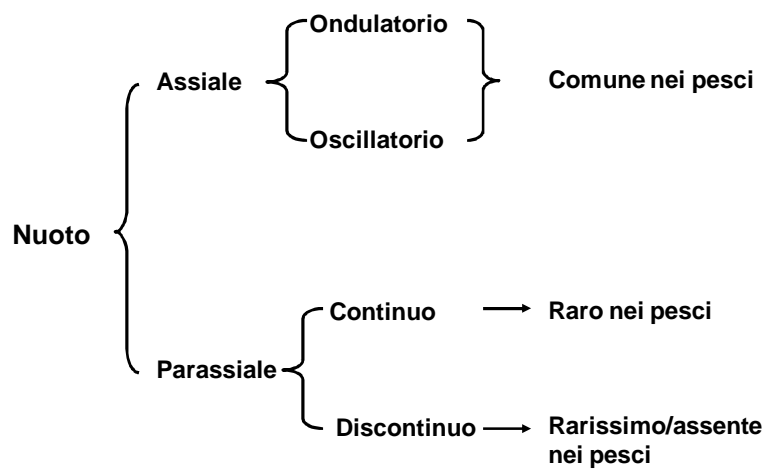 Ondulatorio
Assiale
Comune nei pesci
Oscillatorio
Nuoto
Continuo
Raro nei pesci
Parassiale
Discontinuo
Rarissimo/assente
nei pesci